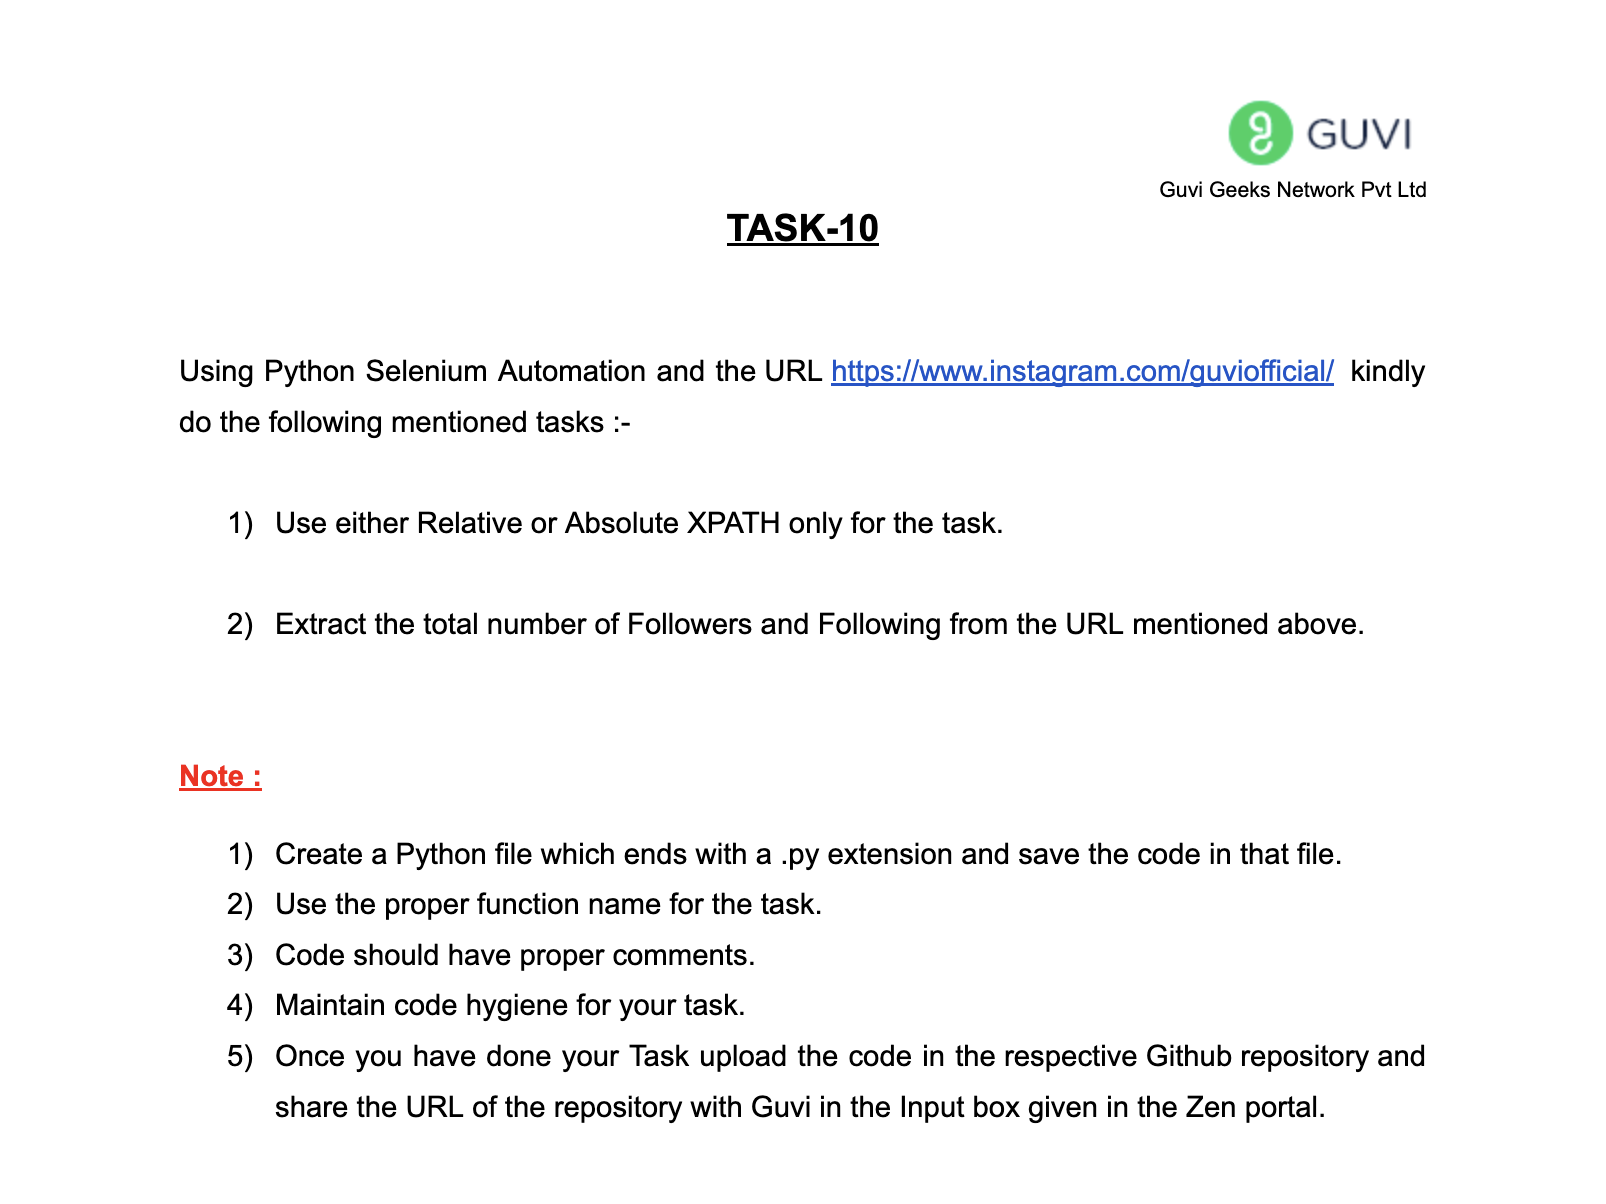 GUVI
Guvi Geeks Network Pvt Ltd
TASK-10
Using Python Selenium Automation and the URL https://www.instagram.com/guviofficial/ kindly
do the following mentioned tasks :-
1) Use either Relative or Absolute XPATH only for the task.
2) Extract the total number of Followers and Following from the URL mentioned above.
Note :
1) Create a Python file which ends with a .py extension and save the code in that file.
2) Use the proper function name for the task.
3) Code should have proper comments.
4) Maintain code hygiene for your task.
5) Once you have done your Task upload the code in the respective Github repository and
share the URL of the repository with Guvi in the Input box given in the Zen portal.